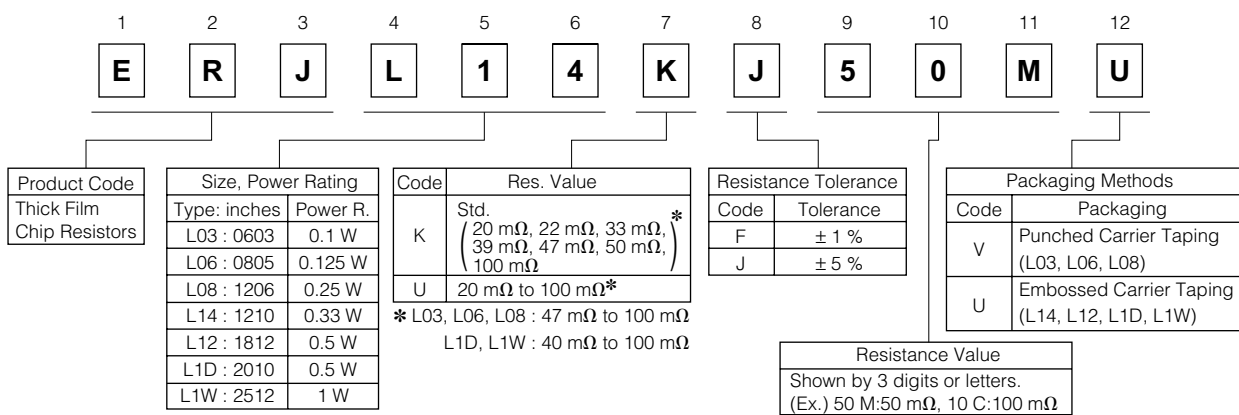 1 2 3 4 5 6 7 8 9 10 11 12
E R J L 1 4 K J 5 0 M U
Product Code
Thick Film
Chip Resistors
Size, Power Rating
Type: inches Power R.
L03 : 0603 0.1 W
L06 : 0805 0.125 W
L08 : 1206 0.25 W
L14 : 1210 0.33 W
L12 : 1812 0.5 W
L1D : 2010 0.5 W
L1W : 2512 1 W
Code Res. Value
K
Std.
(20 mΩ, 22 mΩ, 33 mΩ,
39 mΩ, 47 mΩ, 50 mΩ,
100 mΩ)*
U 20 mΩ to 100 mΩ*
* L03, L06, L08 : 47 mΩ to 100 mΩ
L1D, L1W : 40 mΩ to 100 mΩ
Resistance Tolerance
Code Tolerance
F ± 1 %
J ± 5 %
Resistance Value
Shown by 3 digits or letters.
(Ex.) 50 M:50 mΩ, 10 C:100 mΩ
Packaging Methods
Code Packaging
V Punched Carrier Taping
(L03, L06, L08)
U Embossed Carrier Taping
(L14, L12, L1D, L1W)